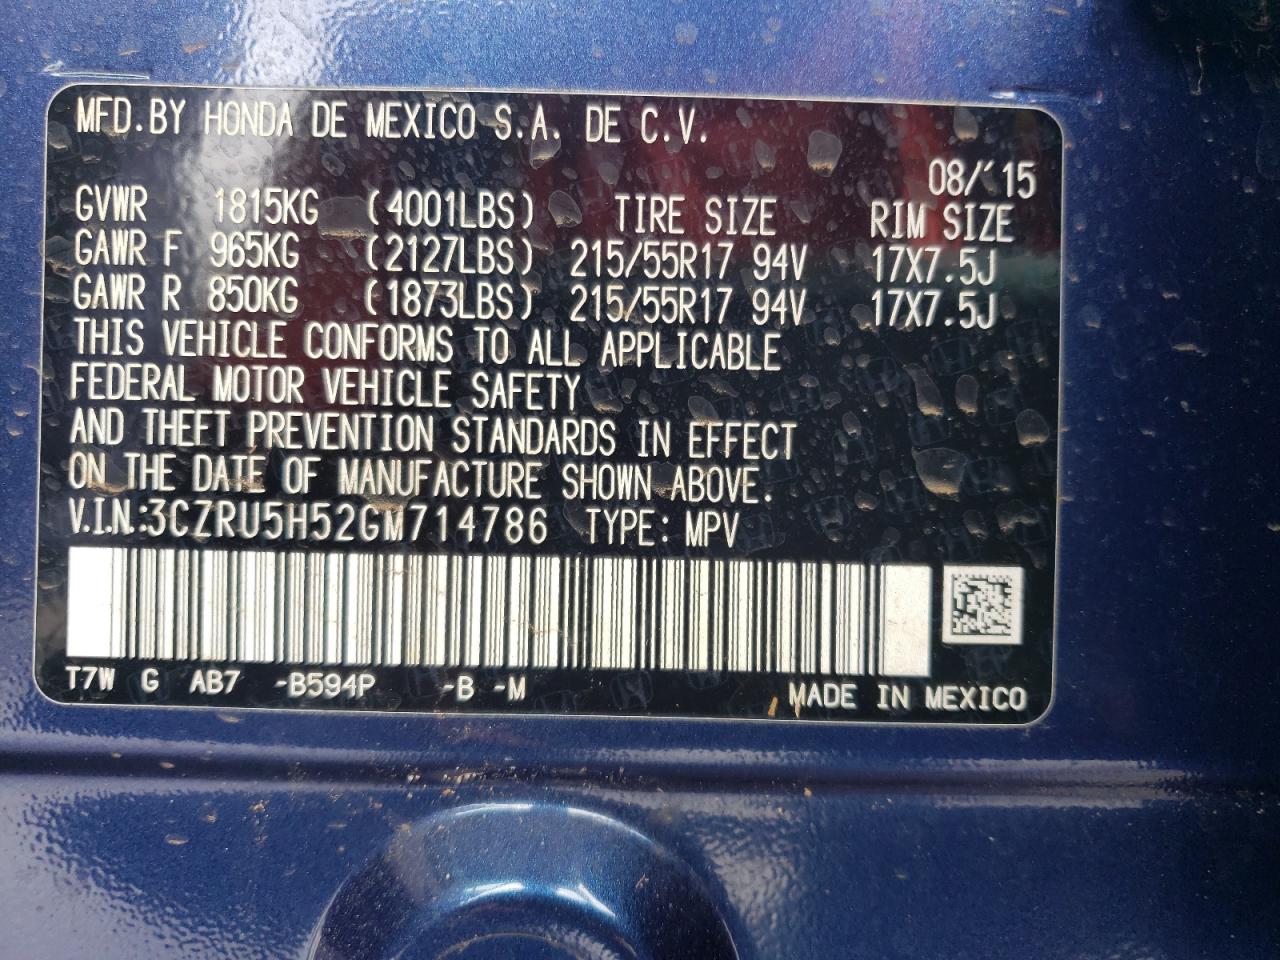 MFD.BY HONDA DE MEXICO S.A. DE C.V.
08/'15
GVWR 1815KG (4001LBS) TIRE SIZE RIM SIZE
GAWR F 965KG (2127LBS) 215/55R17 94V 17X7.5J
GAWR R 850KG (1873LBS) 215/55R17 94V 17X7.5J
THIS VEHICLE CONFORMS TO ALL APPLICABLE
FEDERAL MOTOR VEHICLE SAFETY
AND THEFT PREVENTION STANDARDS IN EFFECT
ON THE DATE OF MANUFACTURE SHOWN ABOVE.
V.I.N.:3CZRU5H52GM714786 TYPE: MPV
T7W G AB7 -B594P -B -M
MADE IN MEXICO